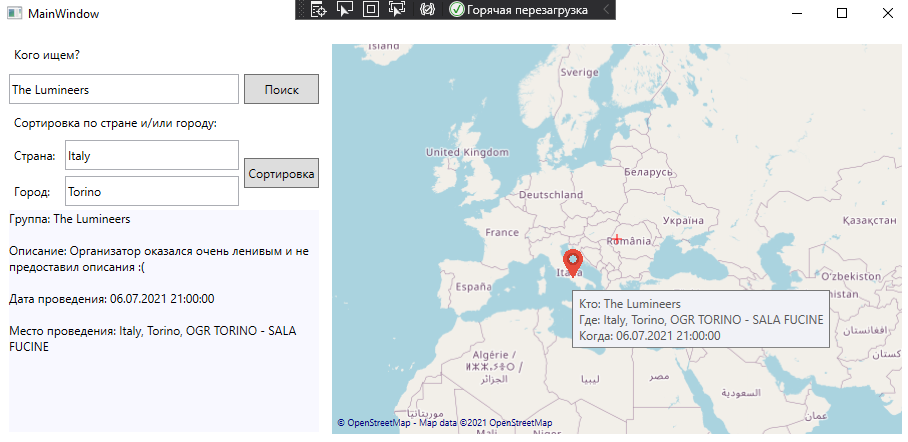 MainWindow
Горячая перезагрузка
Кого ищем?
The Lumineers
Поиск
Сортировка по стране и/или городу:
Страна:
Italy
Сортировка
Город:
Torino
Группа: The Lumineers
Описание: Организатор оказался очень ленивым и не
предоставил описания :(
Дата проведения: 06.07.2021 21:00:00
Место проведения: Italy, Torino, OGR TORINO - SALA
FUCINE
Island
Sverige
United Kingdom
Беларусь
Deutschland
Україна
Қазақстан
France
România
Italia
España
O'zbekiston
Кто: The Lumineers
Где: Italy, Torino, OGR TORINO - SALA FUCINE
Когда: 06.07.2021 21:00:00
افغانستان
Algérie /
ⵍⵣⵣⴰⵢⴻⵔ /
الجزائر
ليبيا
مصر
السعودية
عمان
موريتانيا
Mali
Niger
© OpenStreetMap - Map data ©2021 OpenStreetMap